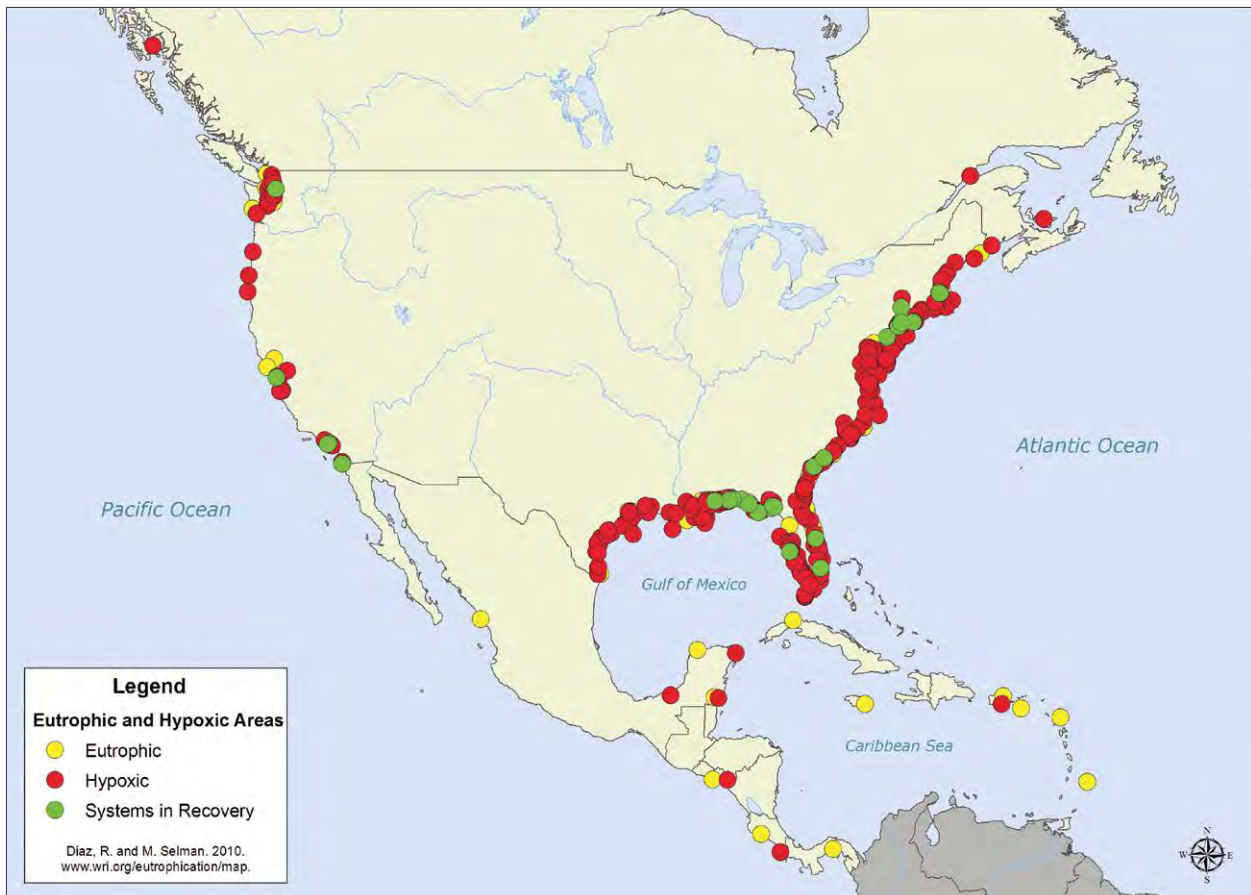 Pacific Ocean
Atlantic Ocean
Gulf of Mexico
Caribbean Sea
Legend
Eutrophic and Hypoxic Areas
Eutrophic
Hypoxic
Systems in Recovery
Diaz, R. and M. Selman. 2010.
www.wri.org/eutrophication/map.
N
W E
S